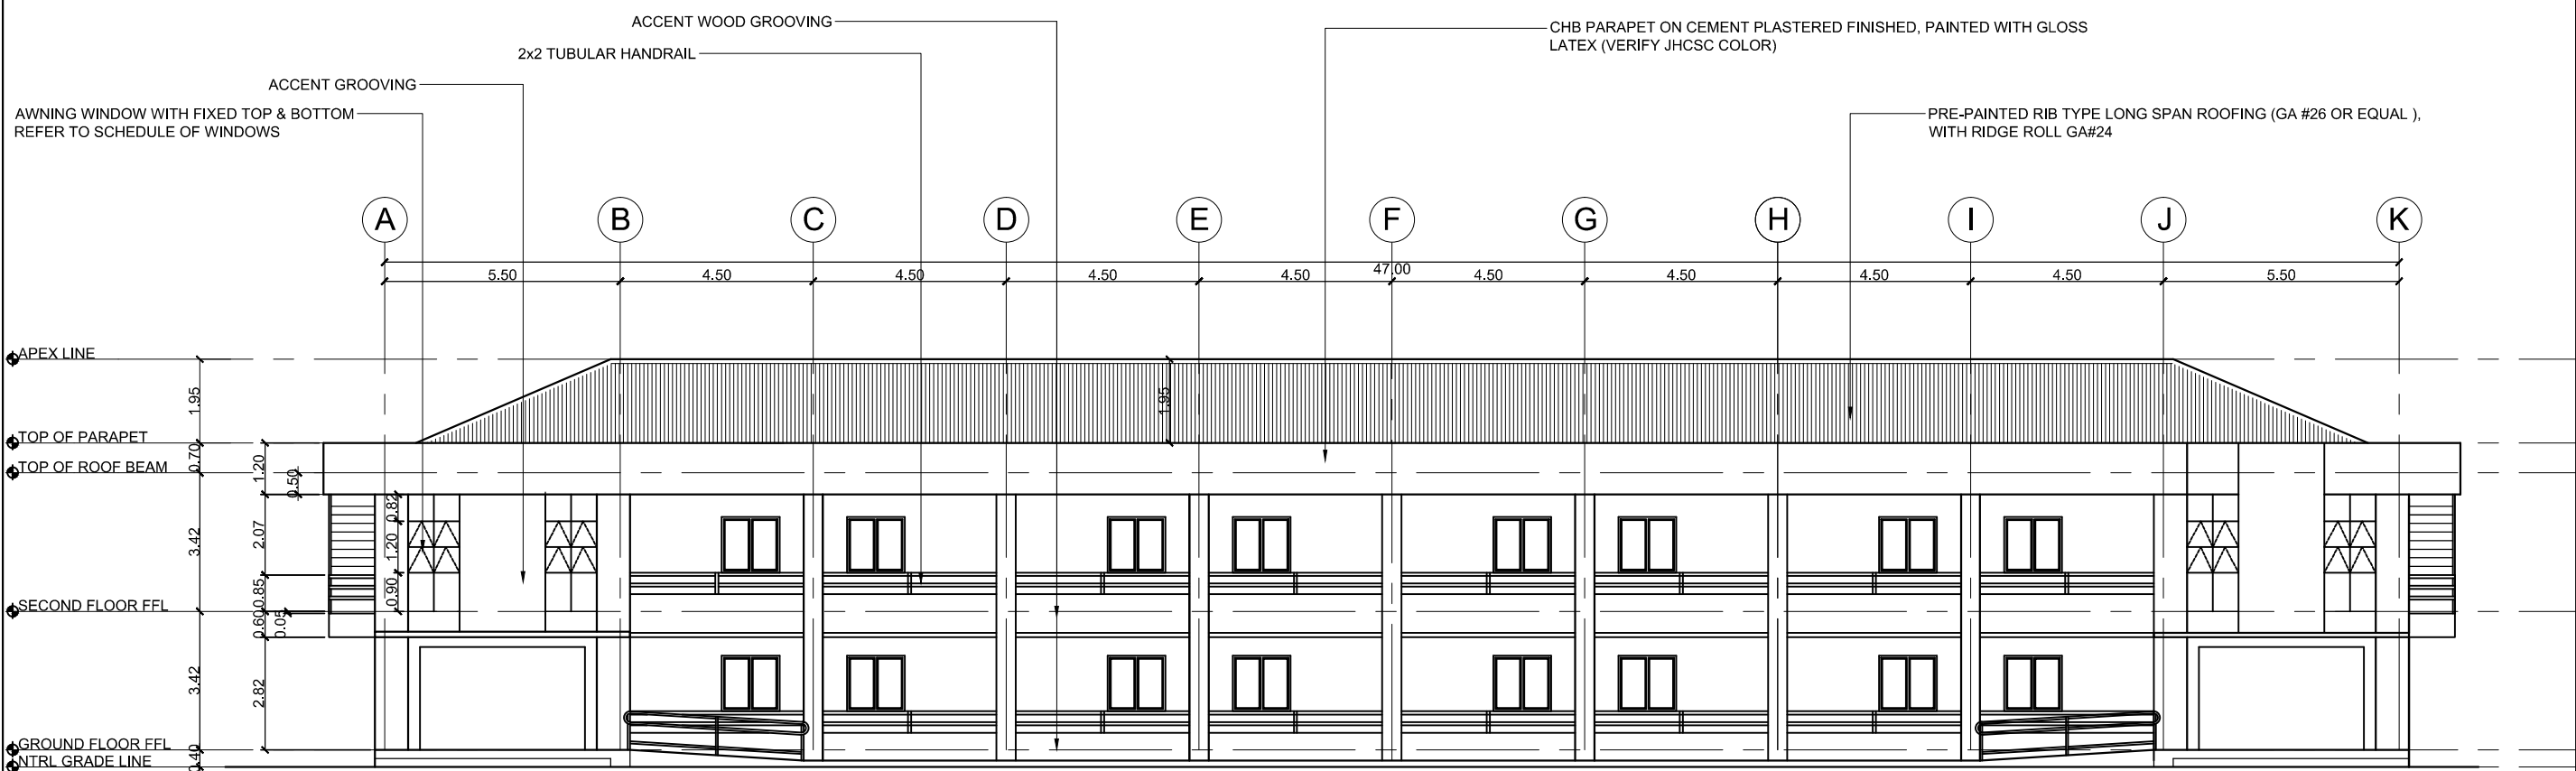 ACCENT WOOD GROOVING
CHB PARAPET ON CEMENT PLASTERED FINISHED, PAINTED WITH GLOSS
LATEX (VERIFY JHCSC COLOR)
2x2 TUBULAR HANDRAIL
ACCENT GROOVING
AWNING WINDOW WITH FIXED TOP & BOTTOM
REFER TO SCHEDULE OF WINDOWS
PRE-PAINTED RIB TYPE LONG SPAN ROOFING (GA #26 OR EQUAL ),
WITH RIDGE ROLL GA#24
A B C D E F G H I J K
47.00
5.50 4.50 4.50 4.50 4.50 4.50 4.50 4.50 4.50 5.50
APEX LINE
1.95
1.95
TOP OF PARAPET
0.70
1.20
TOP OF ROOF BEAM
0.50
0.82
3.42
2.07
1.20
0.85
0.90
SECOND FLOOR FFL
0.60
0.05
3.42
2.82
GROUND FLOOR FFL
0.40
NTRL GRADE LINE